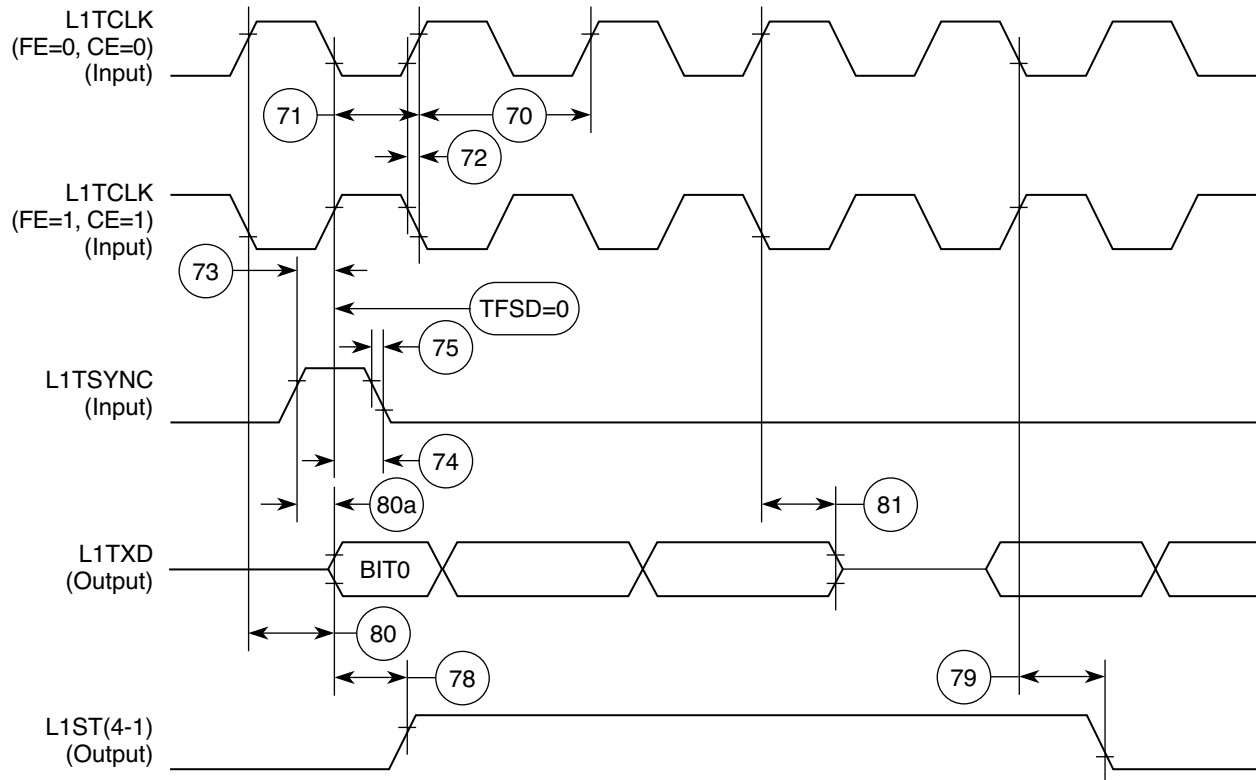 L1TCLK
(FE=0, CE=0)
(Input)
71
70
72
L1TCLK
(FE=1, CE=1)
(Input)
73
TFSD=0
75
L1TSYNC
(Input)
74
80a
81
L1TXD
(Output)
BIT0
80
78
79
L1ST(4-1)
(Output)